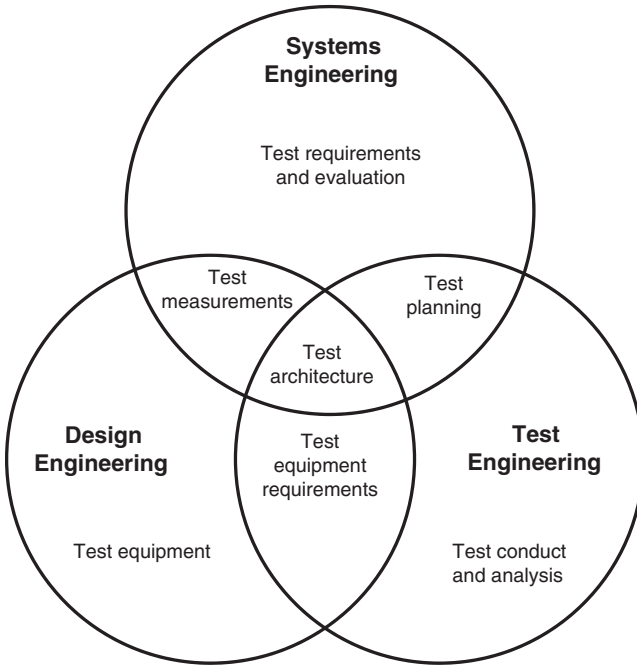 Systems
Engineering
Test requirements
and evaluation
Test
measurements
Test
planning
Test
architecture
Design
Engineering
Test
equipment
requirements
Test
Engineering
Test equipment
Test conduct
and analysis